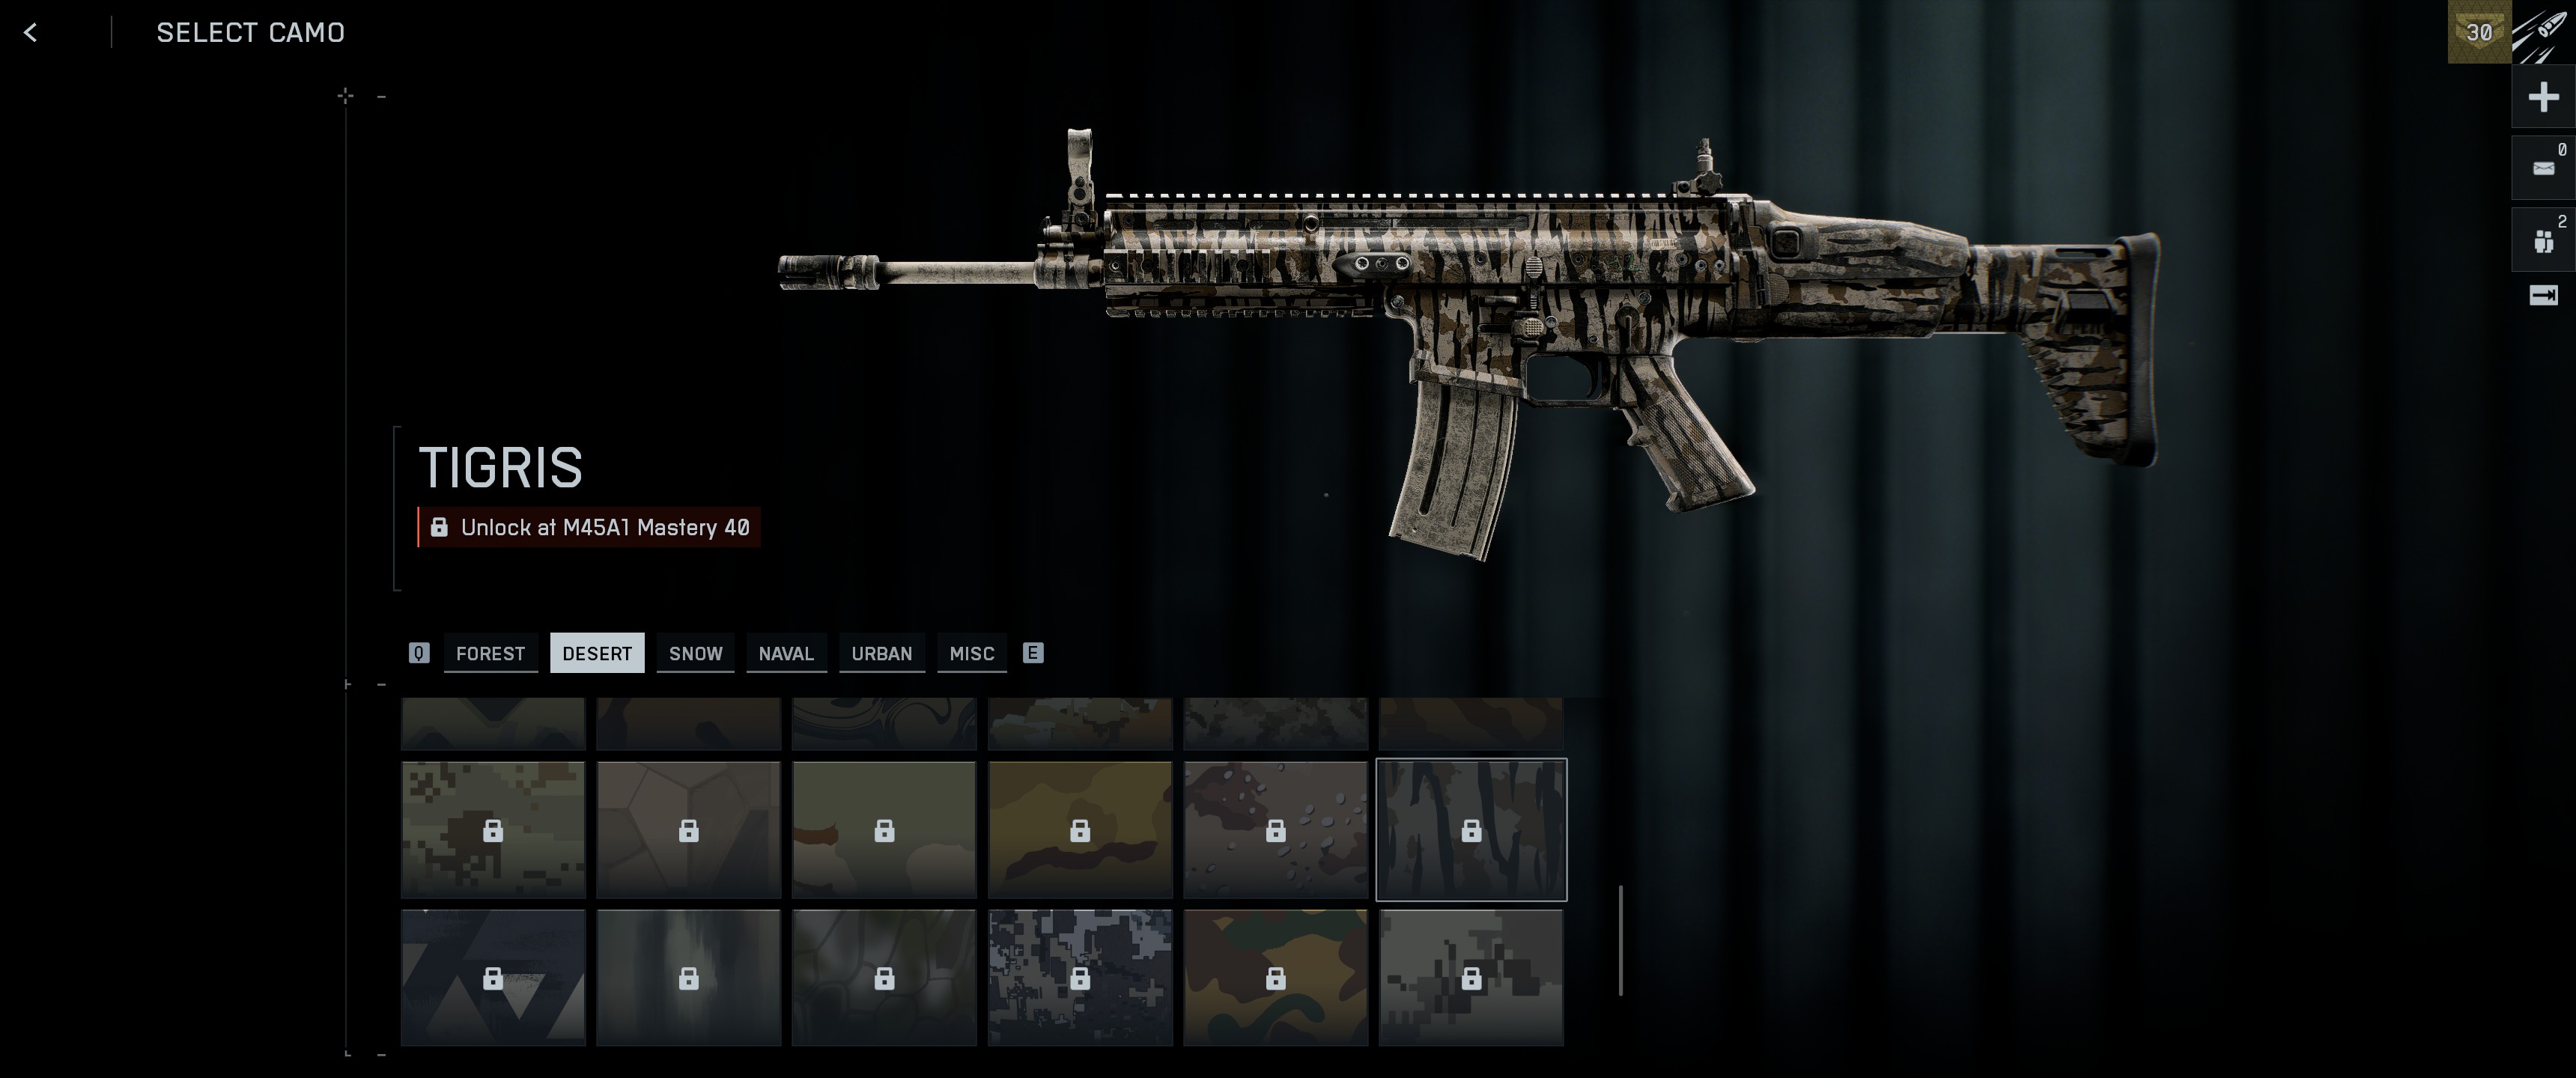 SELECT CAMO
30
0
2
TIGRIS
Unlock at M45A1 Mastery 40
Q FOREST DESERT SNOW NAVAL URBAN MISC E